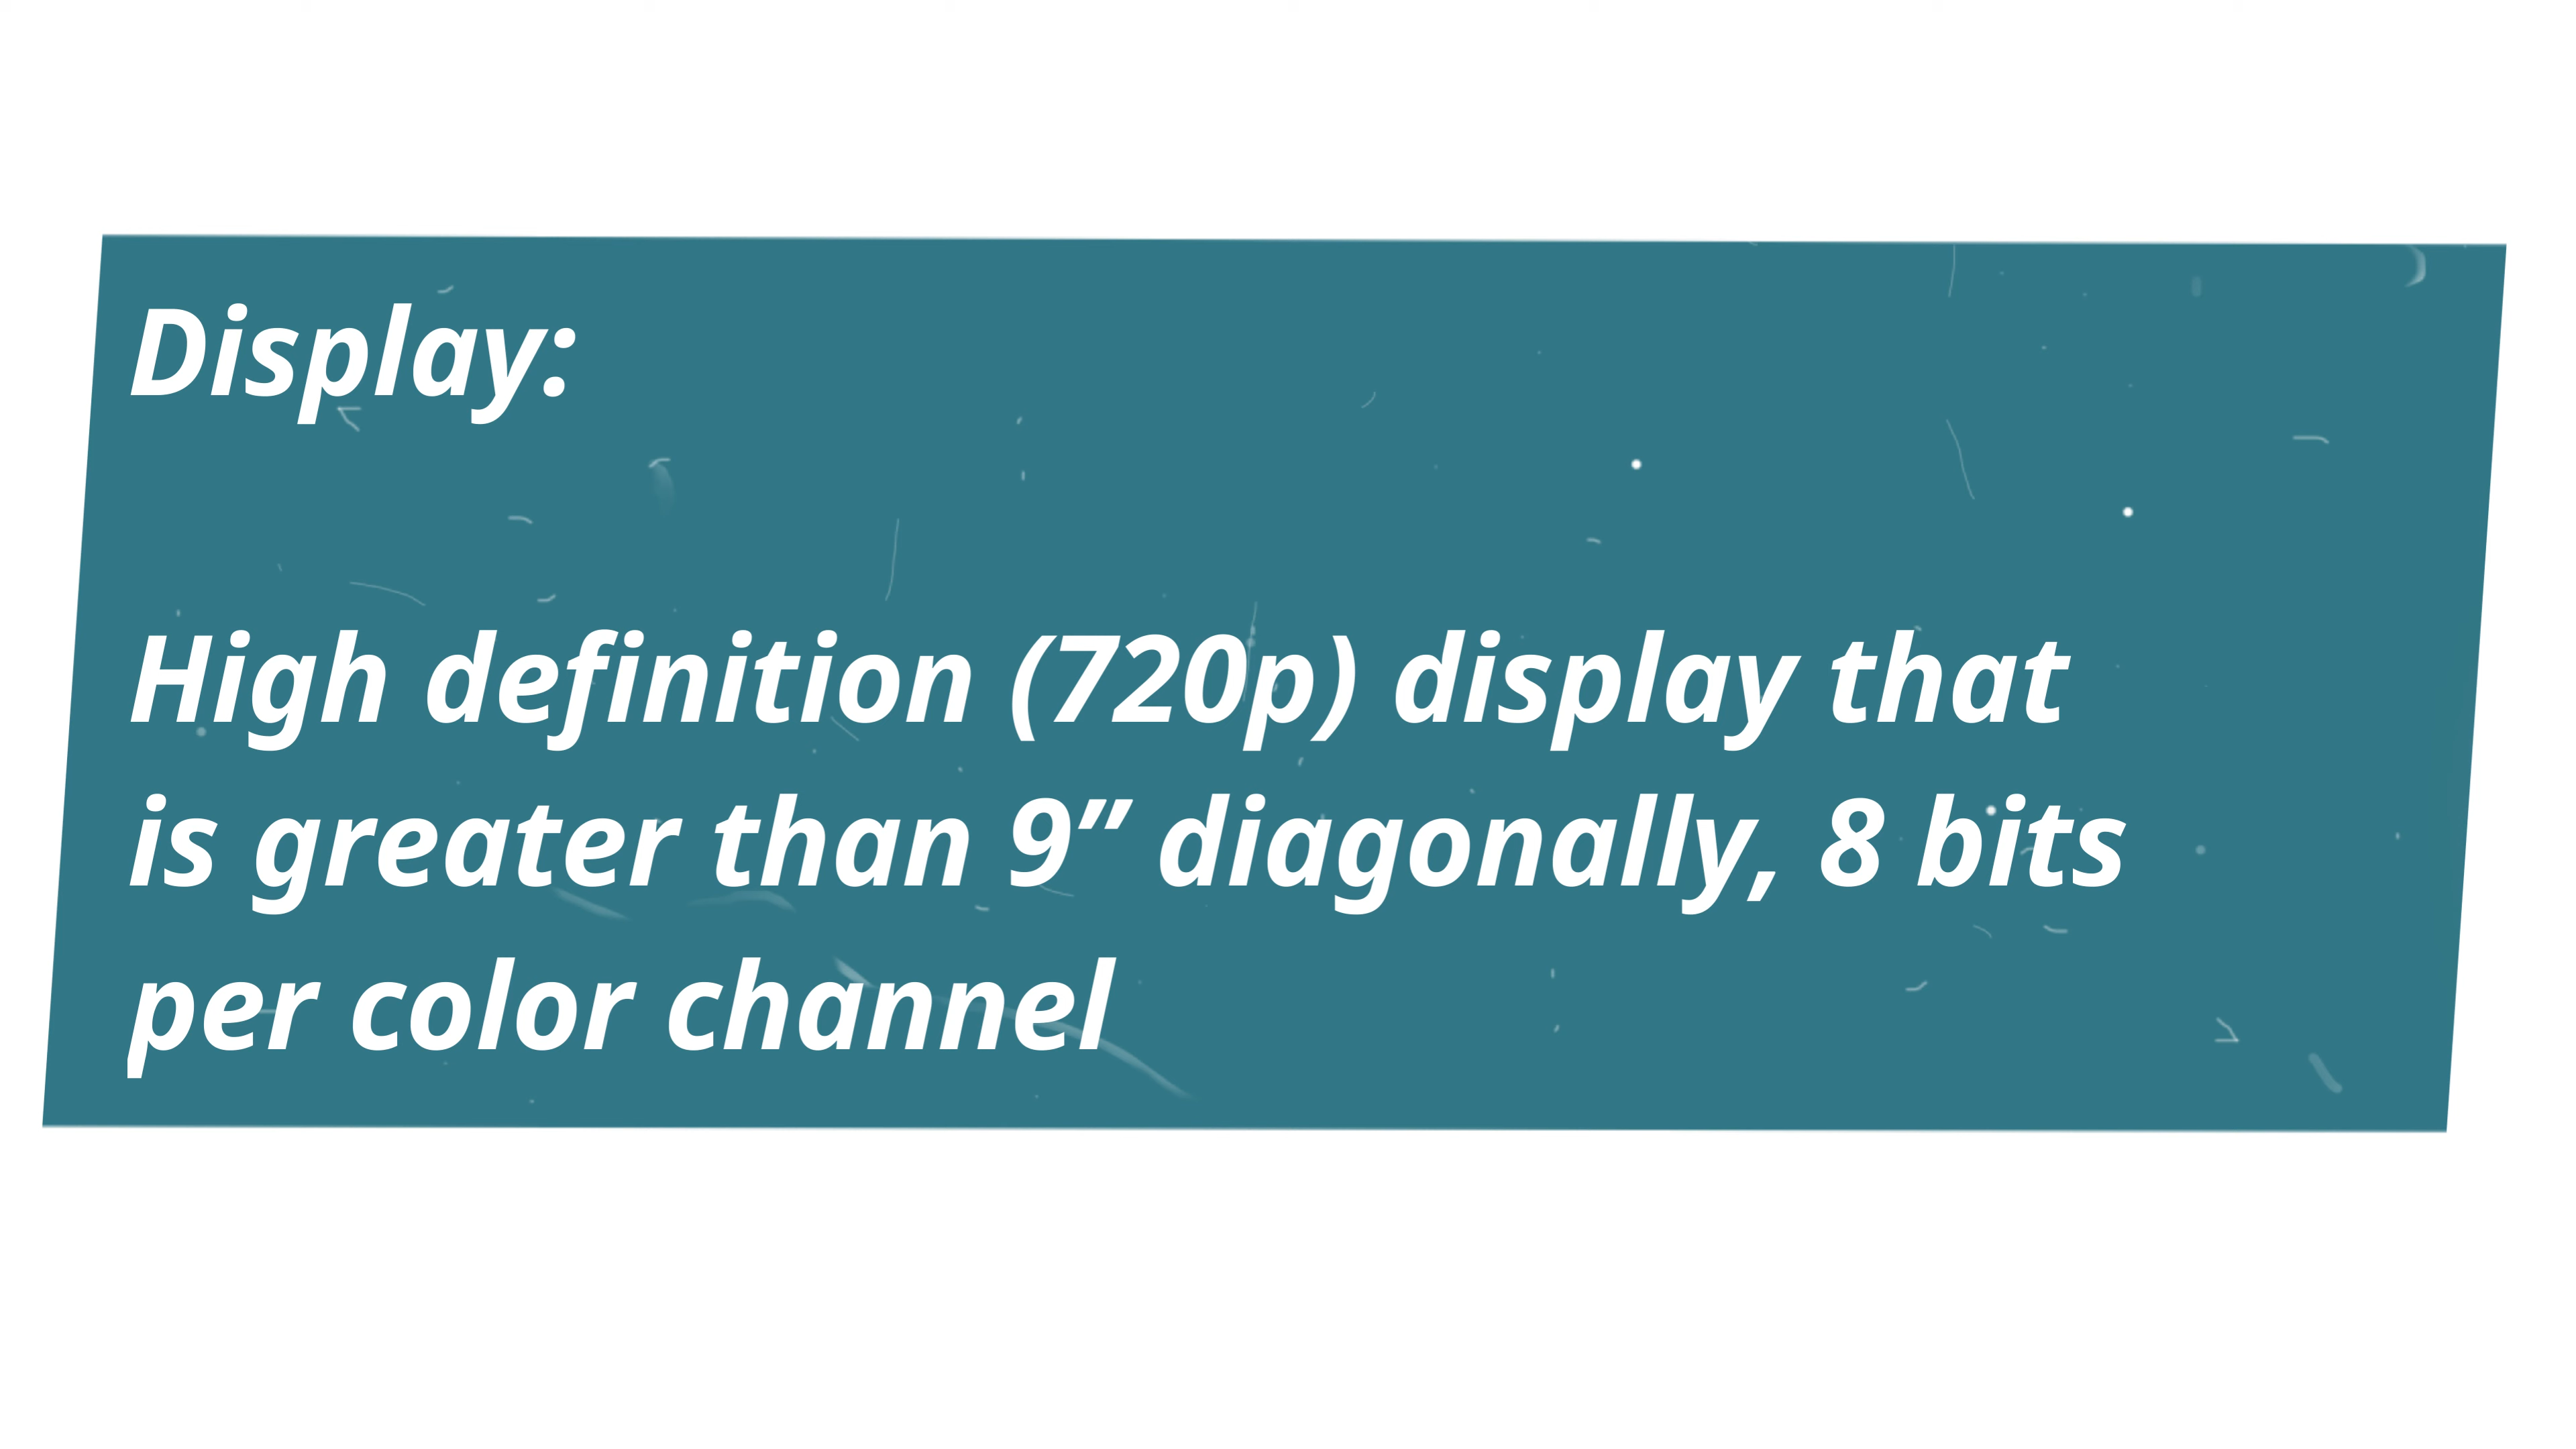 Display:
High definition (720p) display that
is greater than 9” diagonally, 8 bits
per color channel